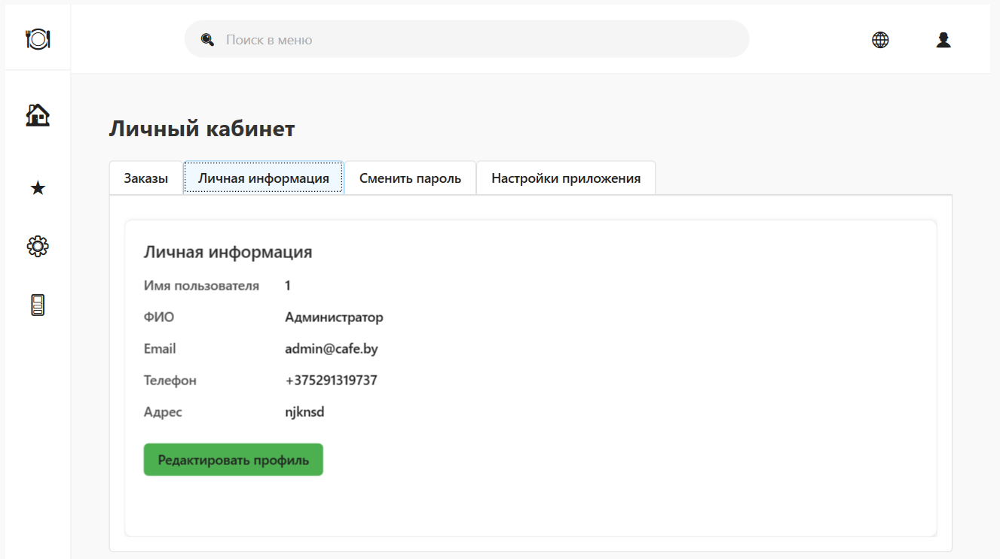 Поиск в меню
Личный кабинет
Заказы Личная информация Сменить пароль Настройки приложения
Личная информация
Имя пользователя 1
ФИО Администратор
Email admin@cafe.by
Телефон +375291319737
Адрес njknsd
Редактировать профиль